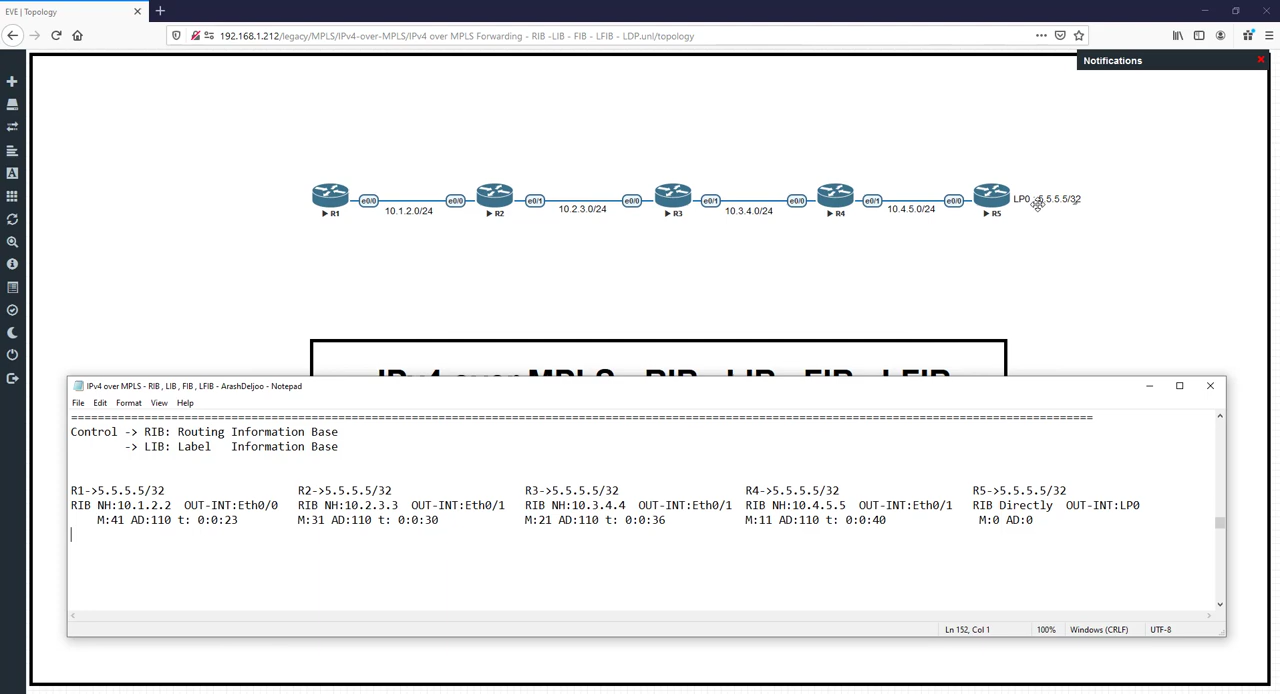 EVE | Topology
192.168.1.212/legacy/MPLS/IPv4-over-MPLS/IPv4 over MPLS Forwarding - RIB -LIB - FIB - LFIB - LDP.unl/topology
Notifications
R1 e0/0 10.1.2.0/24 e0/0 R2 e0/1 10.2.3.0/24 e0/0 R3 e0/1 10.3.4.0/24 e0/0 R4 e0/1 10.4.5.0/24 e0/0 R5 LP0 :5.5.5.5/32
IPv4 over MPLS - RIB - LIB - FIB - LFIB
IPv4 over MPLS - RIB , LIB , FIB , LFIB - ArashDeljoo - Notepad
File Edit Format View Help
=========================================================================================================
Control -> RIB: Routing Information Base
-> LIB: Label Information Base
R1->5.5.5.5/32 R2->5.5.5.5/32 R3->5.5.5.5/32 R4->5.5.5.5/32 R5->5.5.5.5/32
RIB NH:10.1.2.2 OUT-INT:Eth0/0 RIB NH:10.2.3.3 OUT-INT:Eth0/1 RIB NH:10.3.4.4 OUT-INT:Eth0/1 RIB NH:10.4.5.5 OUT-INT:Eth0/1 RIB Directly OUT-INT:LP0
M:41 AD:110 t: 0:0:23 M:31 AD:110 t: 0:0:30 M:21 AD:110 t: 0:0:36 M:11 AD:110 t: 0:0:40 M:0 AD:0
Ln 152, Col 1 100% Windows (CRLF) UTF-8